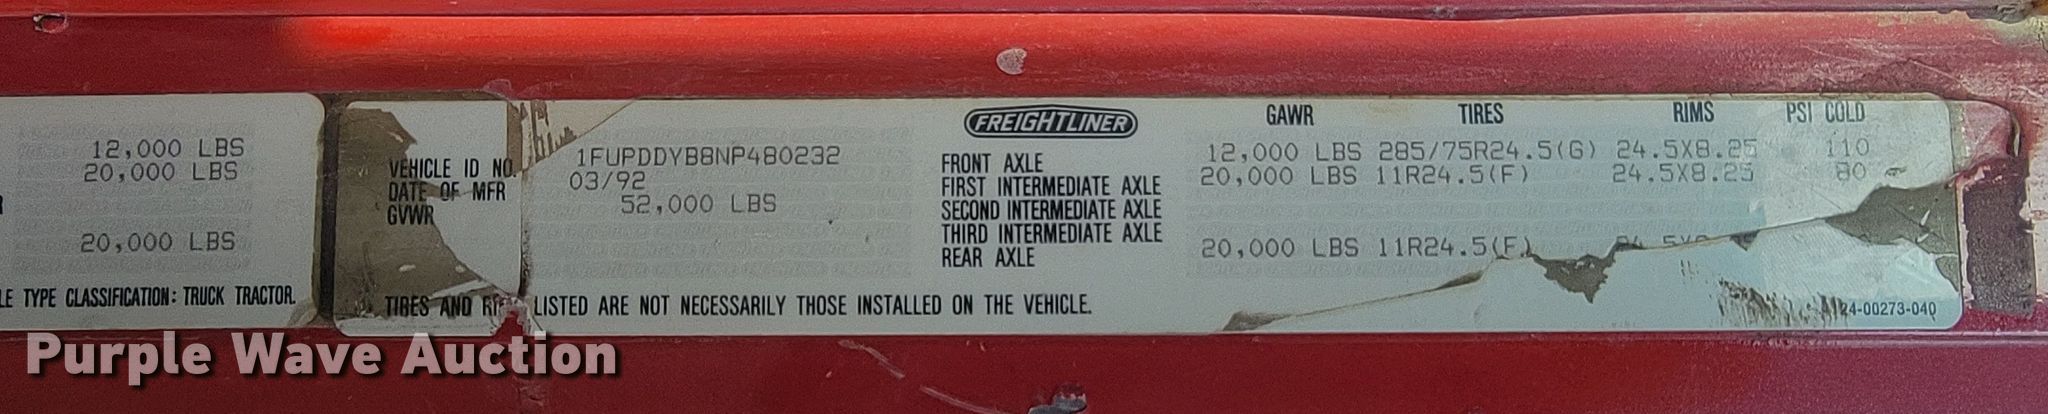 12,000 LBS
20,000 LBS
20,000 LBS
LE TYPE CLASSIFICATION: TRUCK TRACTOR.
VEHICLE ID NO. 1FUPDDYB8NP480232
DATE OF MFR 03/92
GVWR 52,000 LBS
FREIGHTLINER GAWR TIRES RIMS PSI COLD
FRONT AXLE 12,000 LBS 285/75R24.5(G) 24.5X8.25 110
FIRST INTERMEDIATE AXLE 20,000 LBS 11R24.5(F) 24.5X8.25 80
SECOND INTERMEDIATE AXLE
THIRD INTERMEDIATE AXLE
REAR AXLE 20,000 LBS 11R24.5(F)
TIRES AND LISTED ARE NOT NECESSARILY THOSE INSTALLED ON THE VEHICLE.
24-00273-040
Purple Wave Auction